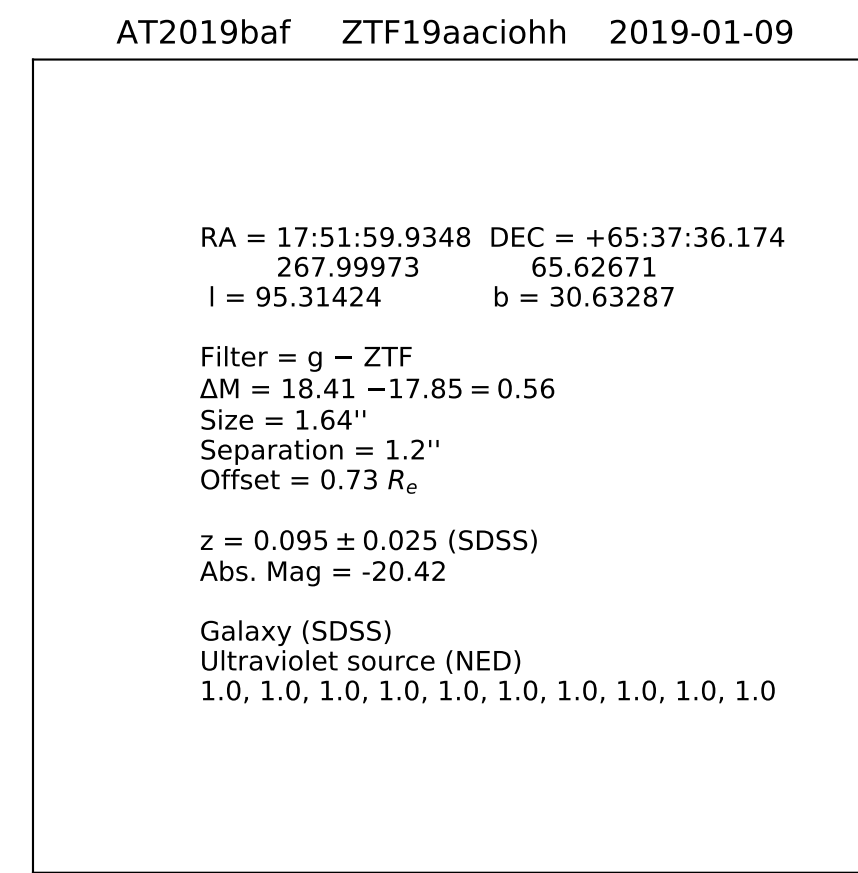 AT2019baf ZTF19aaciohh 2019-01-09
RA = 17:51:59.9348 DEC = +65:37:36.174
267.99973 65.62671
l = 95.31424 b = 30.63287
Filter = g − ZTF
ΔM = 18.41 −17.85 = 0.56
Size = 1.64''
Separation = 1.2''
Offset = 0.73 Rₑ
z = 0.095 ± 0.025 (SDSS)
Abs. Mag = -20.42
Galaxy (SDSS)
Ultraviolet source (NED)
1.0, 1.0, 1.0, 1.0, 1.0, 1.0, 1.0, 1.0, 1.0, 1.0